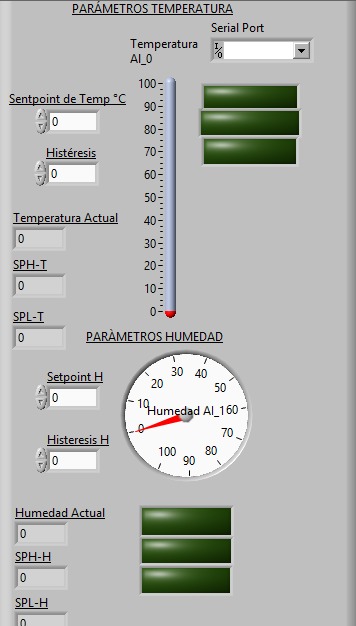 PARÁMETROS TEMPERATURA
Serial Port
Temperatura
AI_0
I/O
100
90
80
70
60
50
40
30
20
10
0
Sentpoint de Temp °C
0
Histéresis
0
Temperatura Actual
0
SPH-T
0
SPL-T
0
PARÀMETROS HUMEDAD
Setpoint H
0
Histeresis H
0
0
10
20
30
40
50
Humedad AI_1
60
70
80
90
100
Humedad Actual
0
SPH-H
0
SPL-H
0